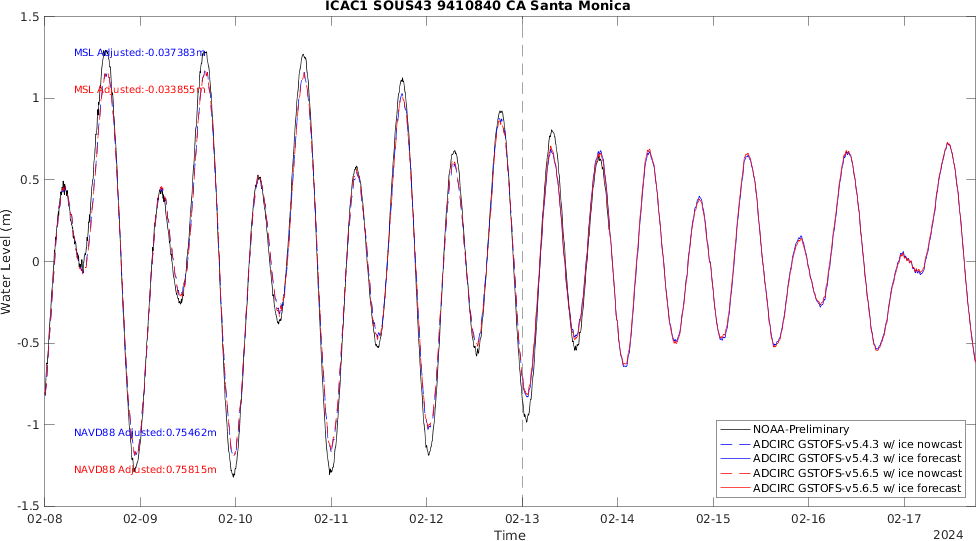 ICAC1 SOUS43 9410840 CA Santa Monica
1.5
1
0.5
0
-0.5
-1
-1.5
Water Level (m)
MSL Adjusted:-0.037383m
MSL Adjusted:-0.033855m
NAVD88 Adjusted:0.75462m
NAVD88 Adjusted:0.75815m
NOAA-Preliminary
ADCIRC GSTOFS-v5.4.3 w/ ice nowcast
ADCIRC GSTOFS-v5.4.3 w/ ice forecast
ADCIRC GSTOFS-v5.6.5 w/ ice nowcast
ADCIRC GSTOFS-v5.6.5 w/ ice forecast
02-08 02-09 02-10 02-11 02-12 02-13 02-14 02-15 02-16 02-17
Time
2024